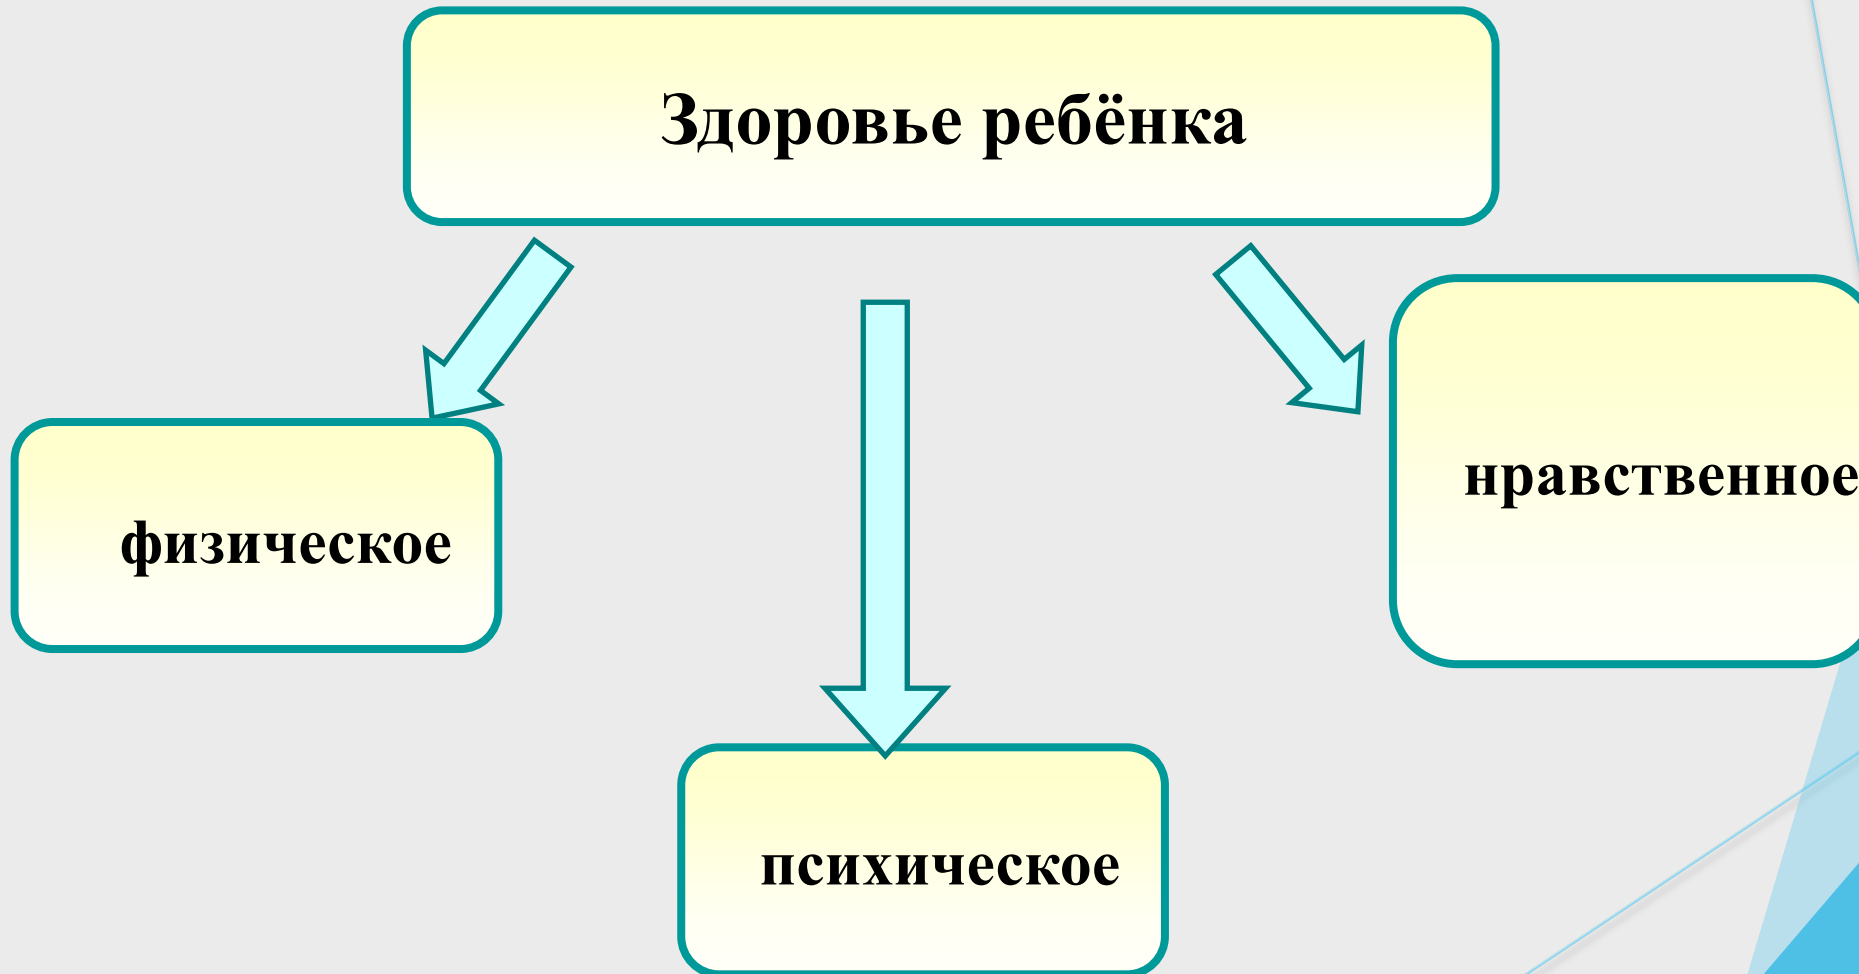 Здоровье ребёнка
физическое
психическое
нравственное